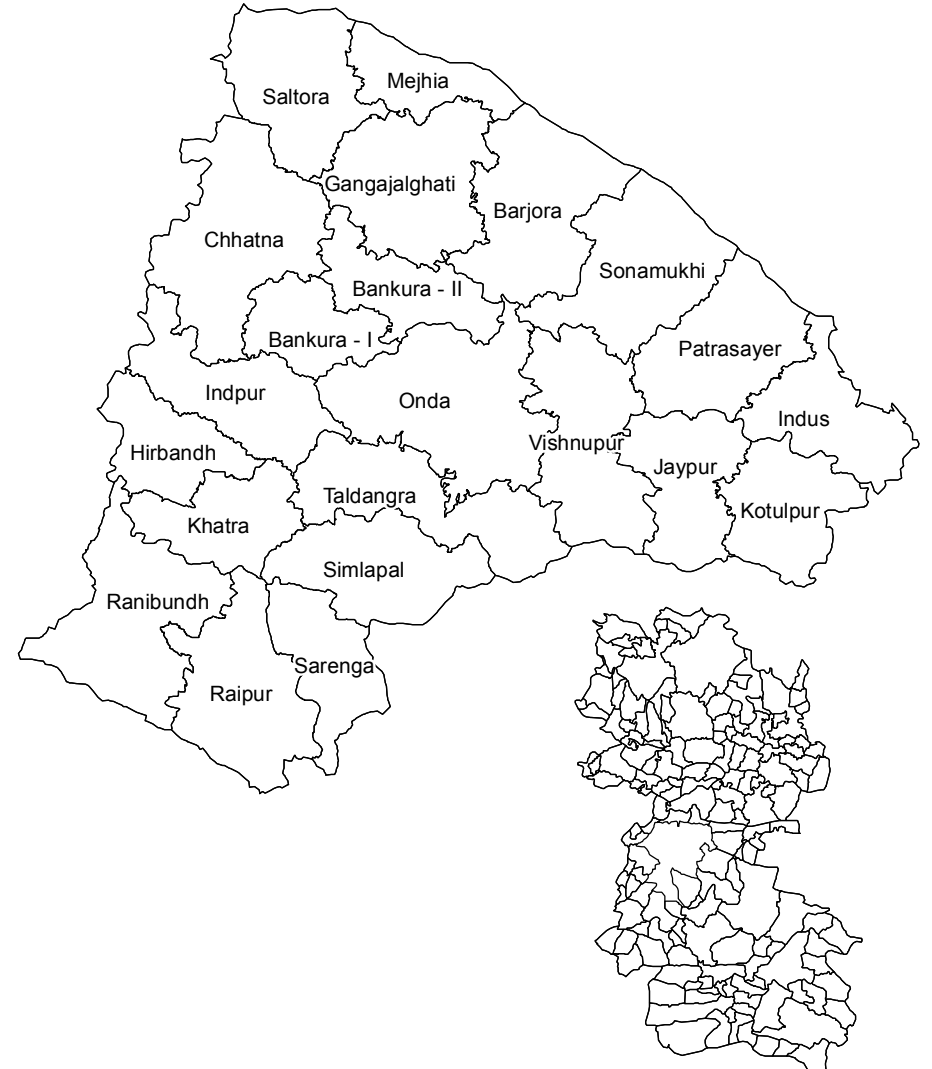 Mejhia
Saltora
Gangajalghati
Barjora
Chhatna
Sonamukhi
Bankura - II
Bankura - I
Patrasayer
Indpur
Onda
Indus
Vishnupur
Hirbandh
Jaypur
Taldangra
Kotulpur
Khatra
Simlapal
Ranibundh
Sarenga
Raipur